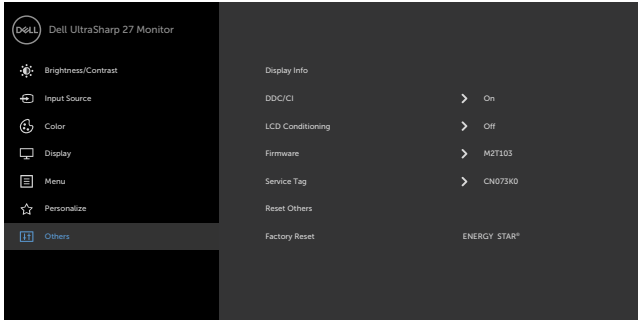 DELL Dell UltraSharp 27 Monitor
Brightness/Contrast
Input Source
Color
Display
Menu
Personalize
Others
Display Info
DDC/CI On
LCD Conditioning Off
Firmware M2T103
Service Tag CN073K0
Reset Others
Factory Reset ENERGY STAR®